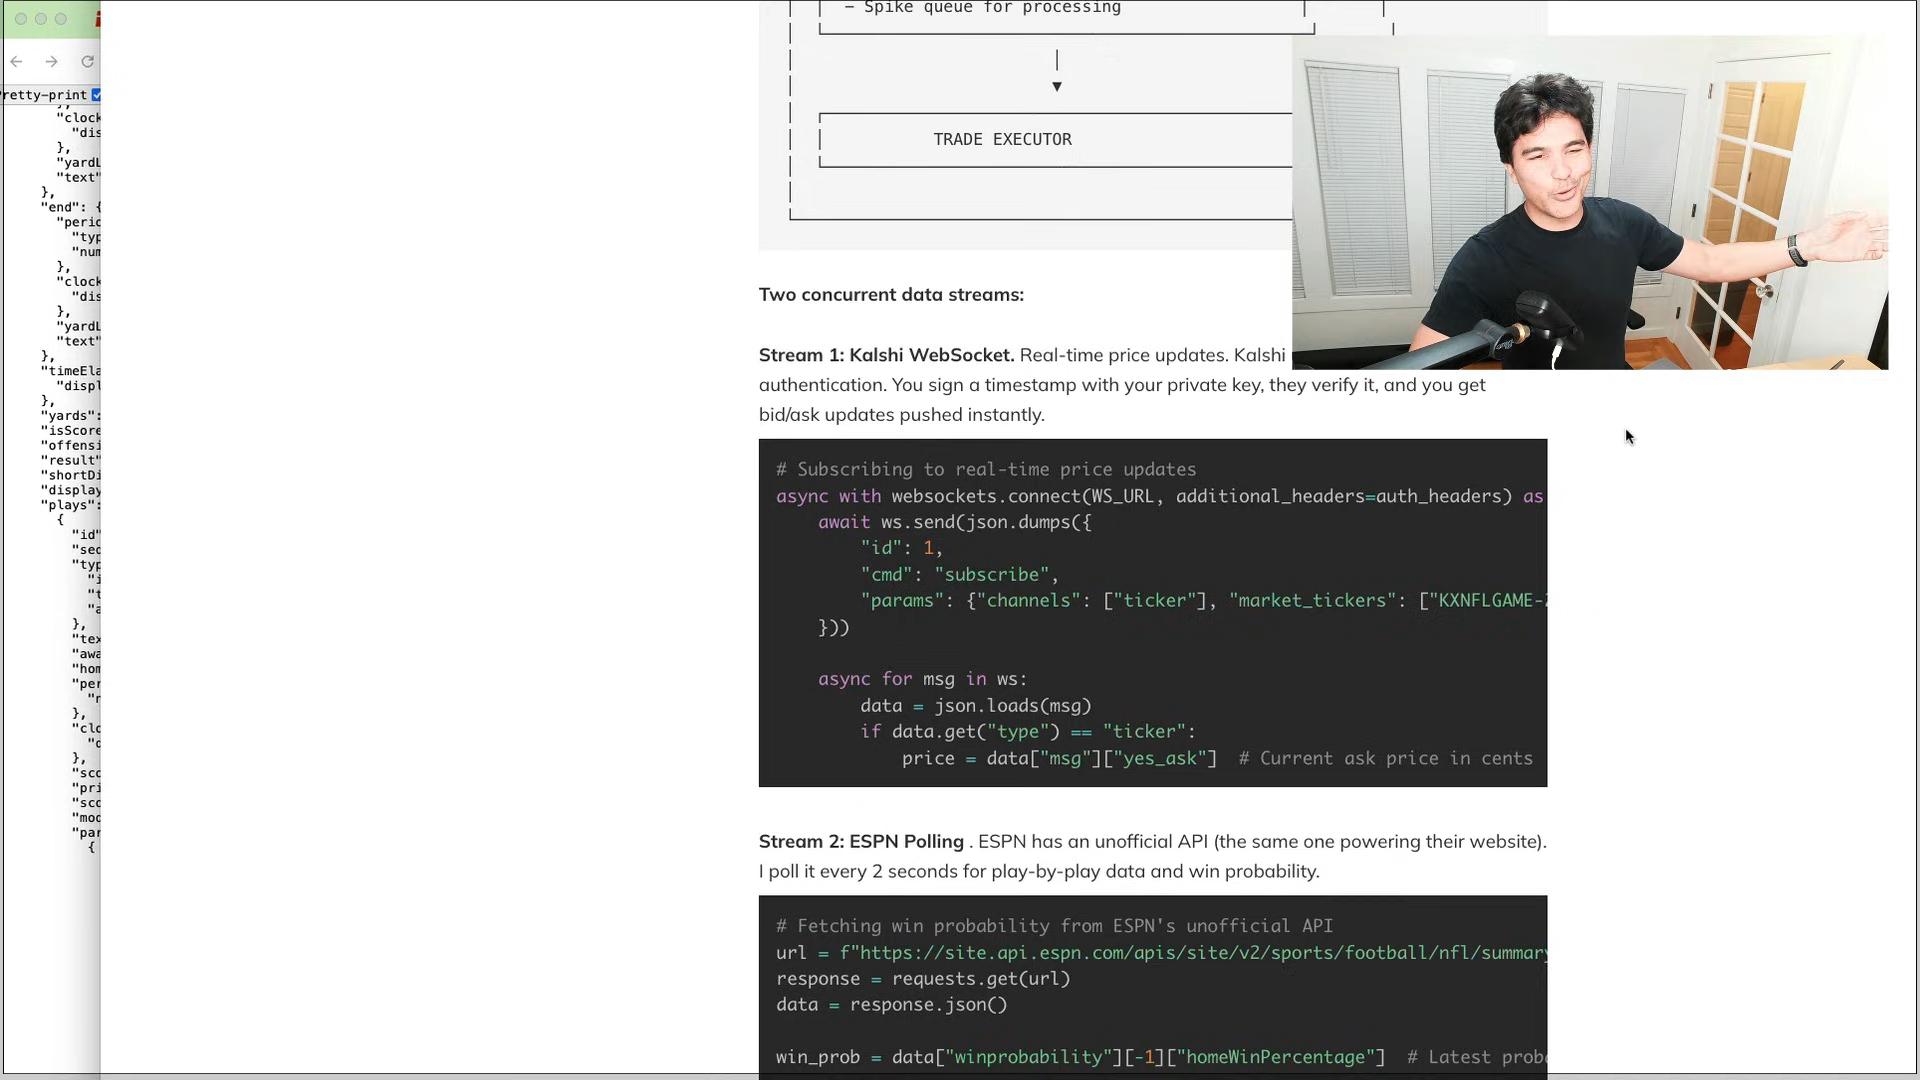 – Spike queue for processing
TRADE EXECUTOR
Two concurrent data streams:
Stream 1: Kalshi WebSocket. Real-time price updates. Kalshi
authentication. You sign a timestamp with your private key, they verify it, and you get
bid/ask updates pushed instantly.
# Subscribing to real-time price updates
async with websockets.connect(WS_URL, additional_headers=auth_headers) as
await ws.send(json.dumps({
"id": 1,
"cmd": "subscribe",
"params": {"channels": ["ticker"], "market_tickers": ["KXNFLGAME-
}))
async for msg in ws:
data = json.loads(msg)
if data.get("type") == "ticker":
price = data["msg"]["yes_ask"]  # Current ask price in cents
Stream 2: ESPN Polling . ESPN has an unofficial API (the same one powering their website).
I poll it every 2 seconds for play-by-play data and win probability.
# Fetching win probability from ESPN's unofficial API
url = f"https://site.api.espn.com/apis/site/v2/sports/football/nfl/summary
response = requests.get(url)
data = response.json()
win_prob = data["winprobability"][-1]["homeWinPercentage"]  # Latest prob
retty-print
},
"clock
"dis
},
"yardL
"text"
},
"end": {
"peric
"typ
"num
},
"clock
"dis
},
"yardL
"text"
},
"timeEla
"displ
},
"yards":
"isScore
"offensi
"result"
"shortDi
"display
"plays":
{
"id"
"sec
"typ
"i
"t
"a
},
"tex
"awa
"hom
"per
"n
},
"clo
"d
},
"sco
"pri
"sco
"mod
"par
{